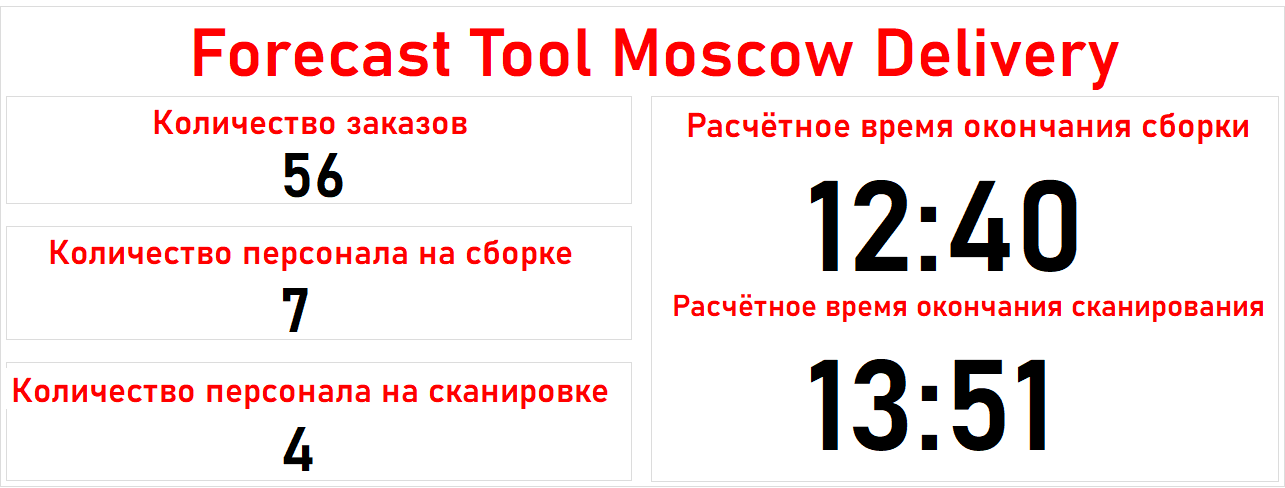 Forecast Tool Moscow Delivery
Количество заказов
56
Количество персонала на сборке
7
Количество персонала на сканировке
4
Расчётное время окончания сборки
12:40
Расчётное время окончания сканирования
13:51